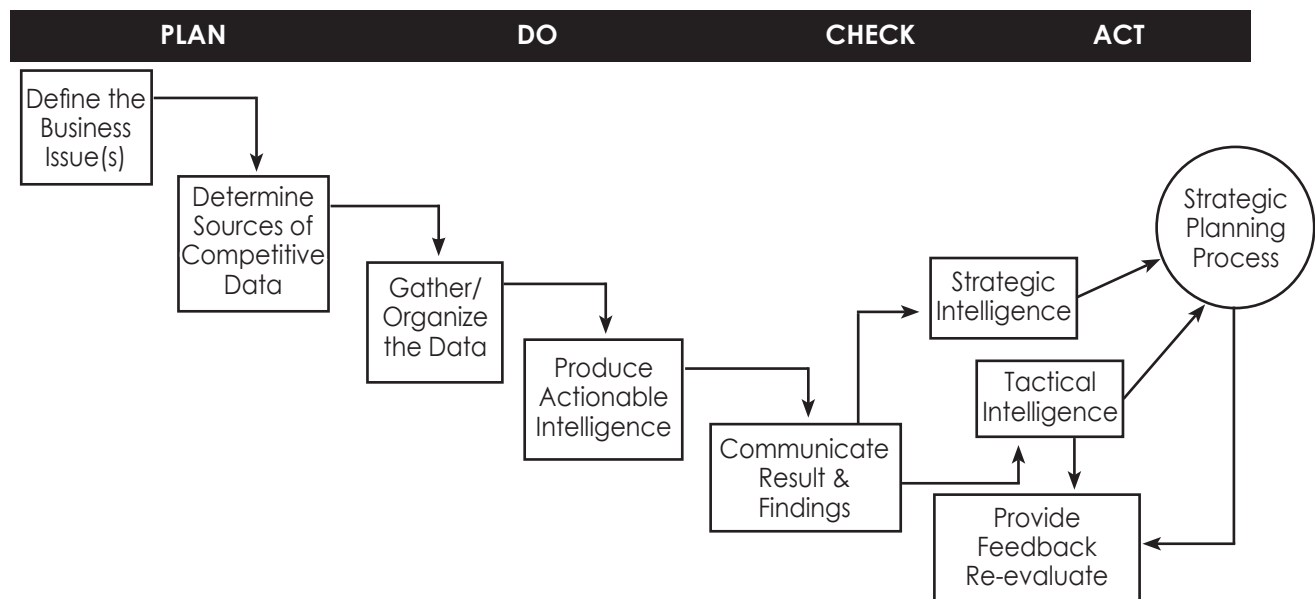 PLAN DO CHECK ACT
Define the
Business
Issue(s)
Determine
Sources of
Competitive
Data
Gather/
Organize
the Data
Produce
Actionable
Intelligence
Communicate
Result &
Findings
Strategic
Intelligence
Tactical
Intelligence
Strategic
Planning
Process
Provide
Feedback
Re-evaluate